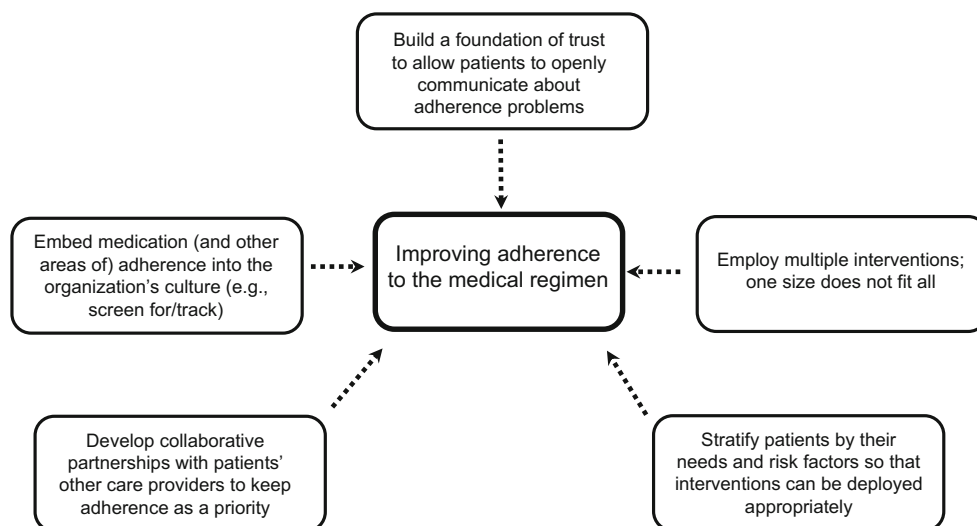 Build a foundation of trust
to allow patients to openly
communicate about
adherence problems
Embed medication (and other
areas of) adherence into the
organization’s culture (e.g.,
screen for/track)
Improving adherence
to the medical regimen
Employ multiple interventions;
one size does not fit all
Develop collaborative
partnerships with patients’
other care providers to keep
adherence as a priority
Stratify patients by their
needs and risk factors so that
interventions can be deployed
appropriately